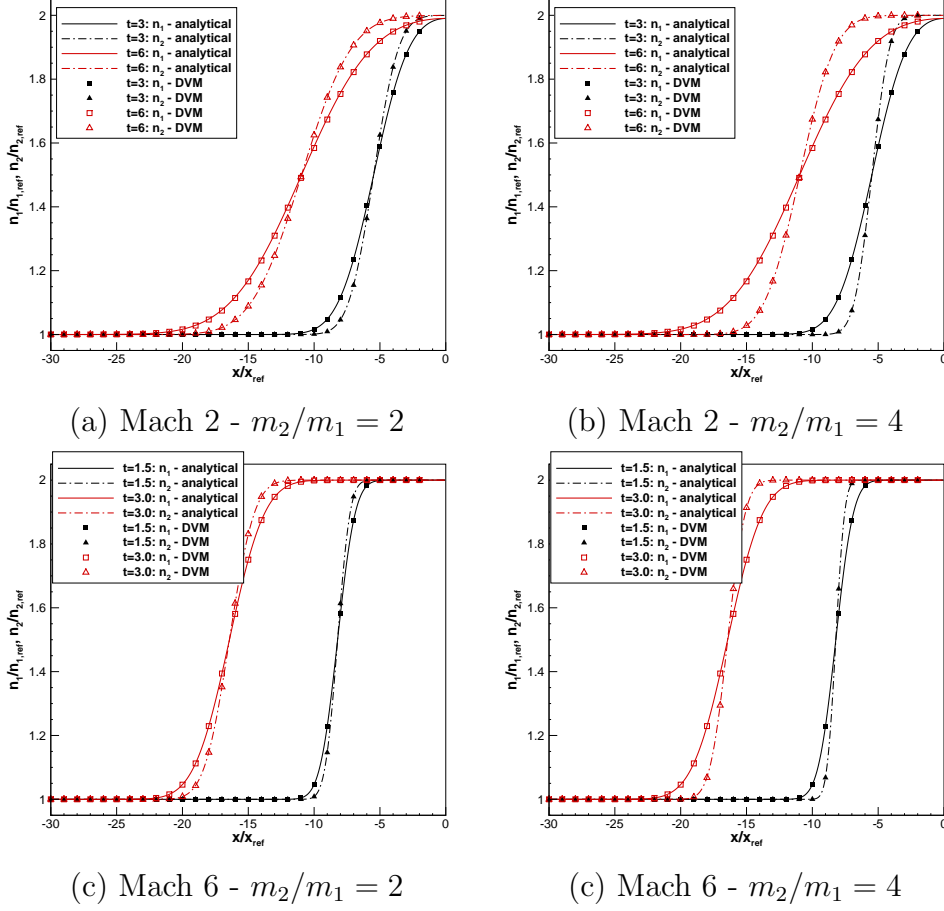 t=3: n₁ - analytical
t=3: n₂ - analytical
t=6: n₁ - analytical
t=6: n₂ - analytical
t=3: n₁ - DVM
t=3: n₂ - DVM
t=6: n₁ - DVM
t=6: n₂ - DVM
n₁/n₁,ref, n₂/n₂,ref
2
1.8
1.6
1.4
1.2
1
-30 -25 -20 -15 -10 -5 0
x/xref
(a) Mach 2 - m₂/m₁ = 2
t=3: n₁ - analytical
t=3: n₂ - analytical
t=6: n₁ - analytical
t=6: n₂ - analytical
t=3: n₁ - DVM
t=3: n₂ - DVM
t=6: n₁ - DVM
t=6: n₂ - DVM
n₁/n₁,ref, n₂/n₂,ref
2
1.8
1.6
1.4
1.2
1
-30 -25 -20 -15 -10 -5 0
x/xref
(b) Mach 2 - m₂/m₁ = 4
t=1.5: n₁ - analytical
t=1.5: n₂ - analytical
t=3.0: n₁ - analytical
t=3.0: n₂ - analytical
t=1.5: n₁ - DVM
t=1.5: n₂ - DVM
t=3.0: n₁ - DVM
t=3.0: n₂ - DVM
n₁/n₁,ref, n₂/n₂,ref
2
1.8
1.6
1.4
1.2
1
-30 -25 -20 -15 -10 -5 0
x/xref
(c) Mach 6 - m₂/m₁ = 2
t=1.5: n₁ - analytical
t=1.5: n₂ - analytical
t=3.0: n₁ - analytical
t=3.0: n₂ - analytical
t=1.5: n₁ - DVM
t=1.5: n₂ - DVM
t=3.0: n₁ - DVM
t=3.0: n₂ - DVM
n₁/n₁,ref, n₂/n₂,ref
2
1.8
1.6
1.4
1.2
1
-30 -25 -20 -15 -10 -5 0
x/xref
(c) Mach 6 - m₂/m₁ = 4